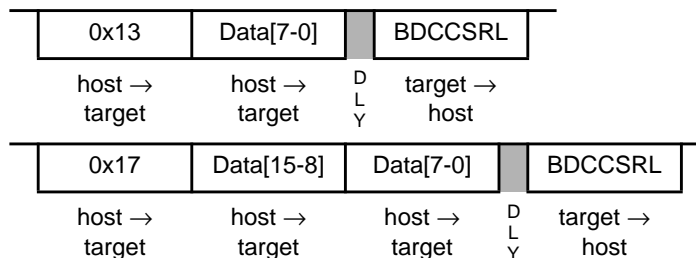 0x13 Data[7-0] BDCCSRL
host → host → D target →
target target L host
Y
0x17 Data[15-8] Data[7-0] BDCCSRL
host → host → host → D target →
target target target L host
Y